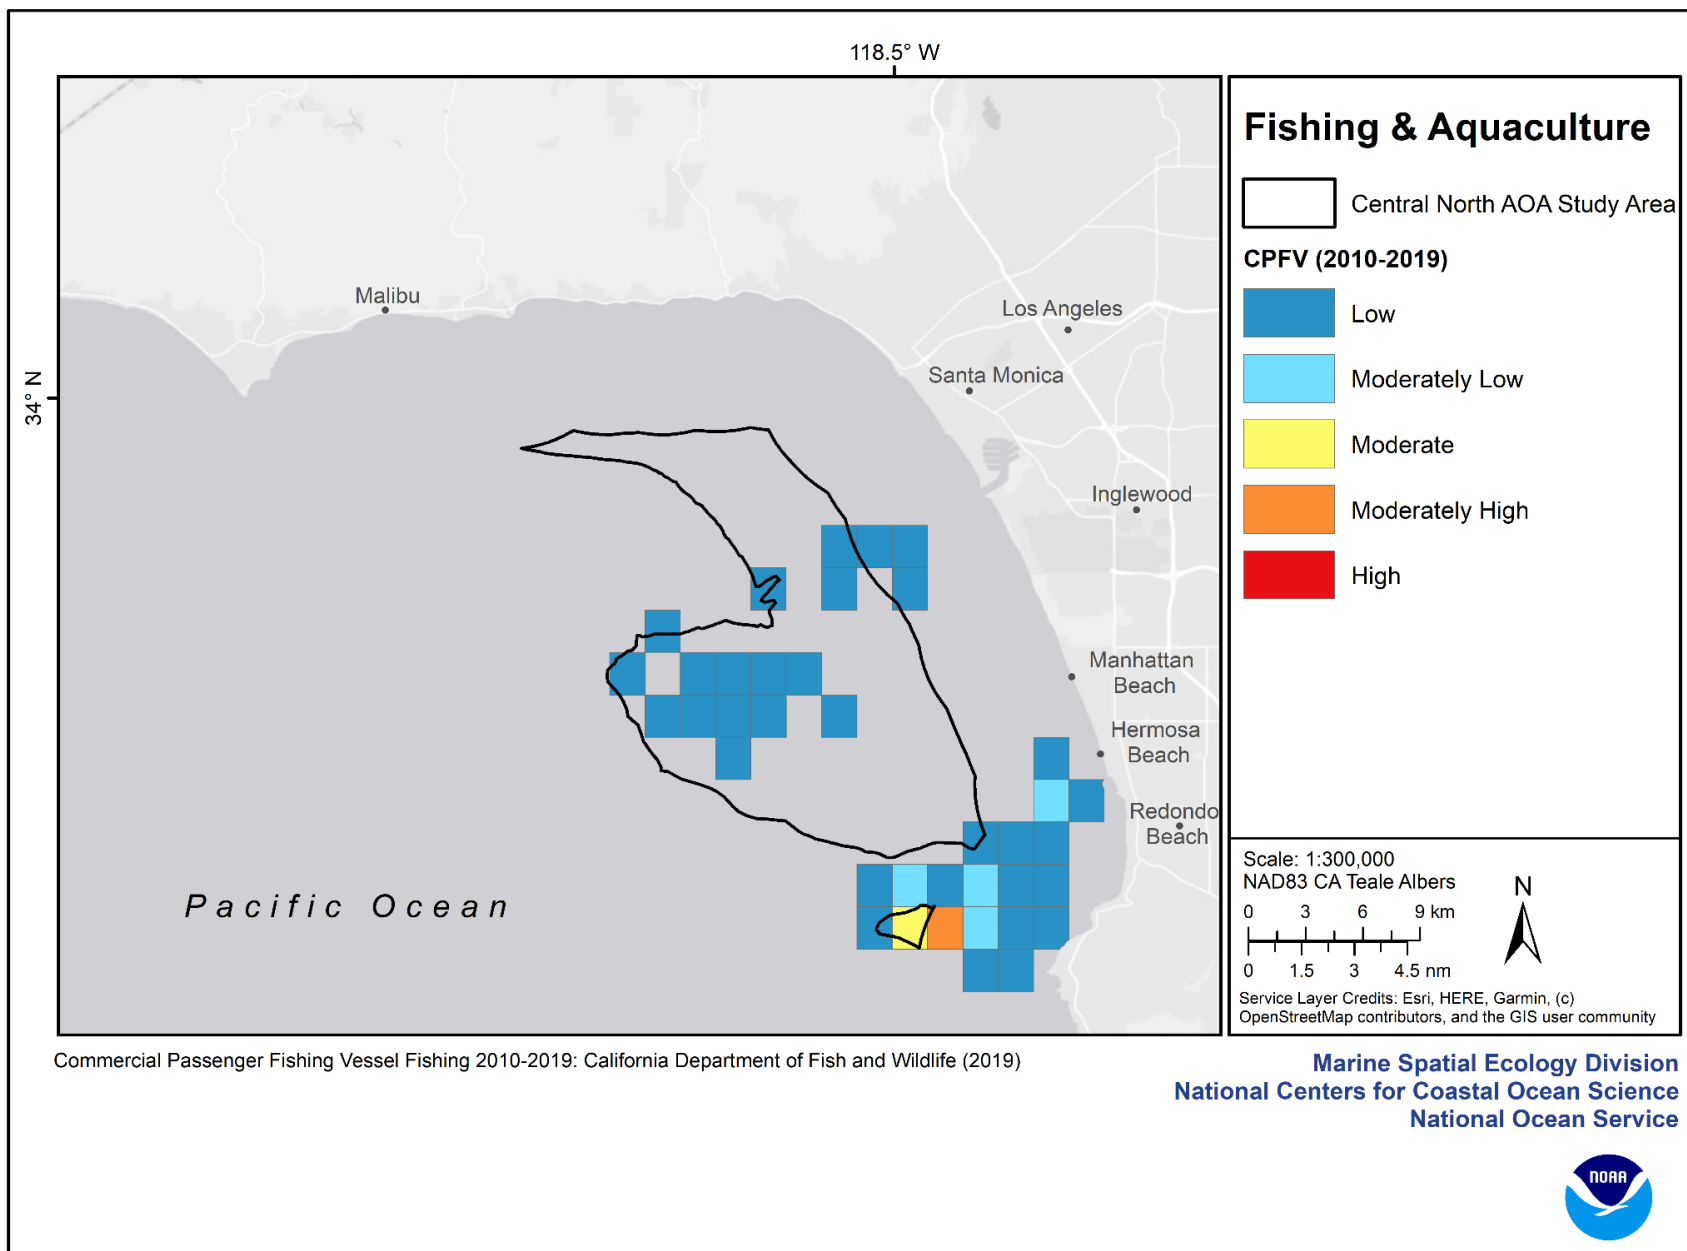 118.5° W
34° N
Malibu
Los Angeles
Santa Monica
Inglewood
Manhattan
Beach
Hermosa
Beach
Redondo
Beach
Pacific Ocean
Fishing & Aquaculture
Central North AOA Study Area
CPFV (2010-2019)
Low
Moderately Low
Moderate
Moderately High
High
Scale: 1:300,000
NAD83 CA Teale Albers
0 3 6 9 km
0 1.5 3 4.5 nm
N
Service Layer Credits: Esri, HERE, Garmin, (c)
OpenStreetMap contributors, and the GIS user community
Commercial Passenger Fishing Vessel Fishing 2010-2019: California Department of Fish and Wildlife (2019)
Marine Spatial Ecology Division
National Centers for Coastal Ocean Science
National Ocean Service
NOAA